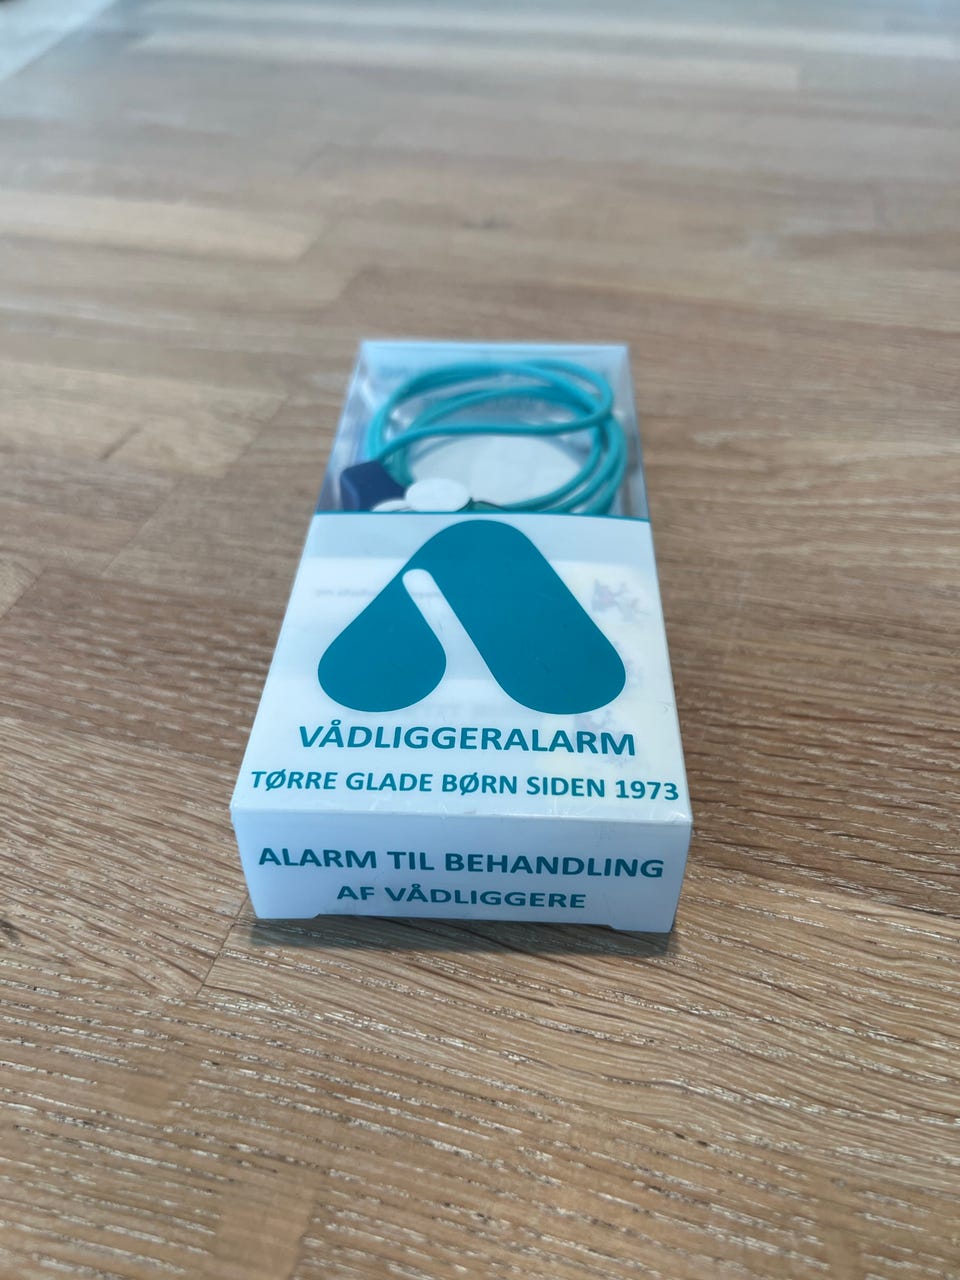 VÅDLIGGERALARM
TØRRE GLADE BØRN SIDEN 1973
ALARM TIL BEHANDLING
AF VÅDLIGGERE